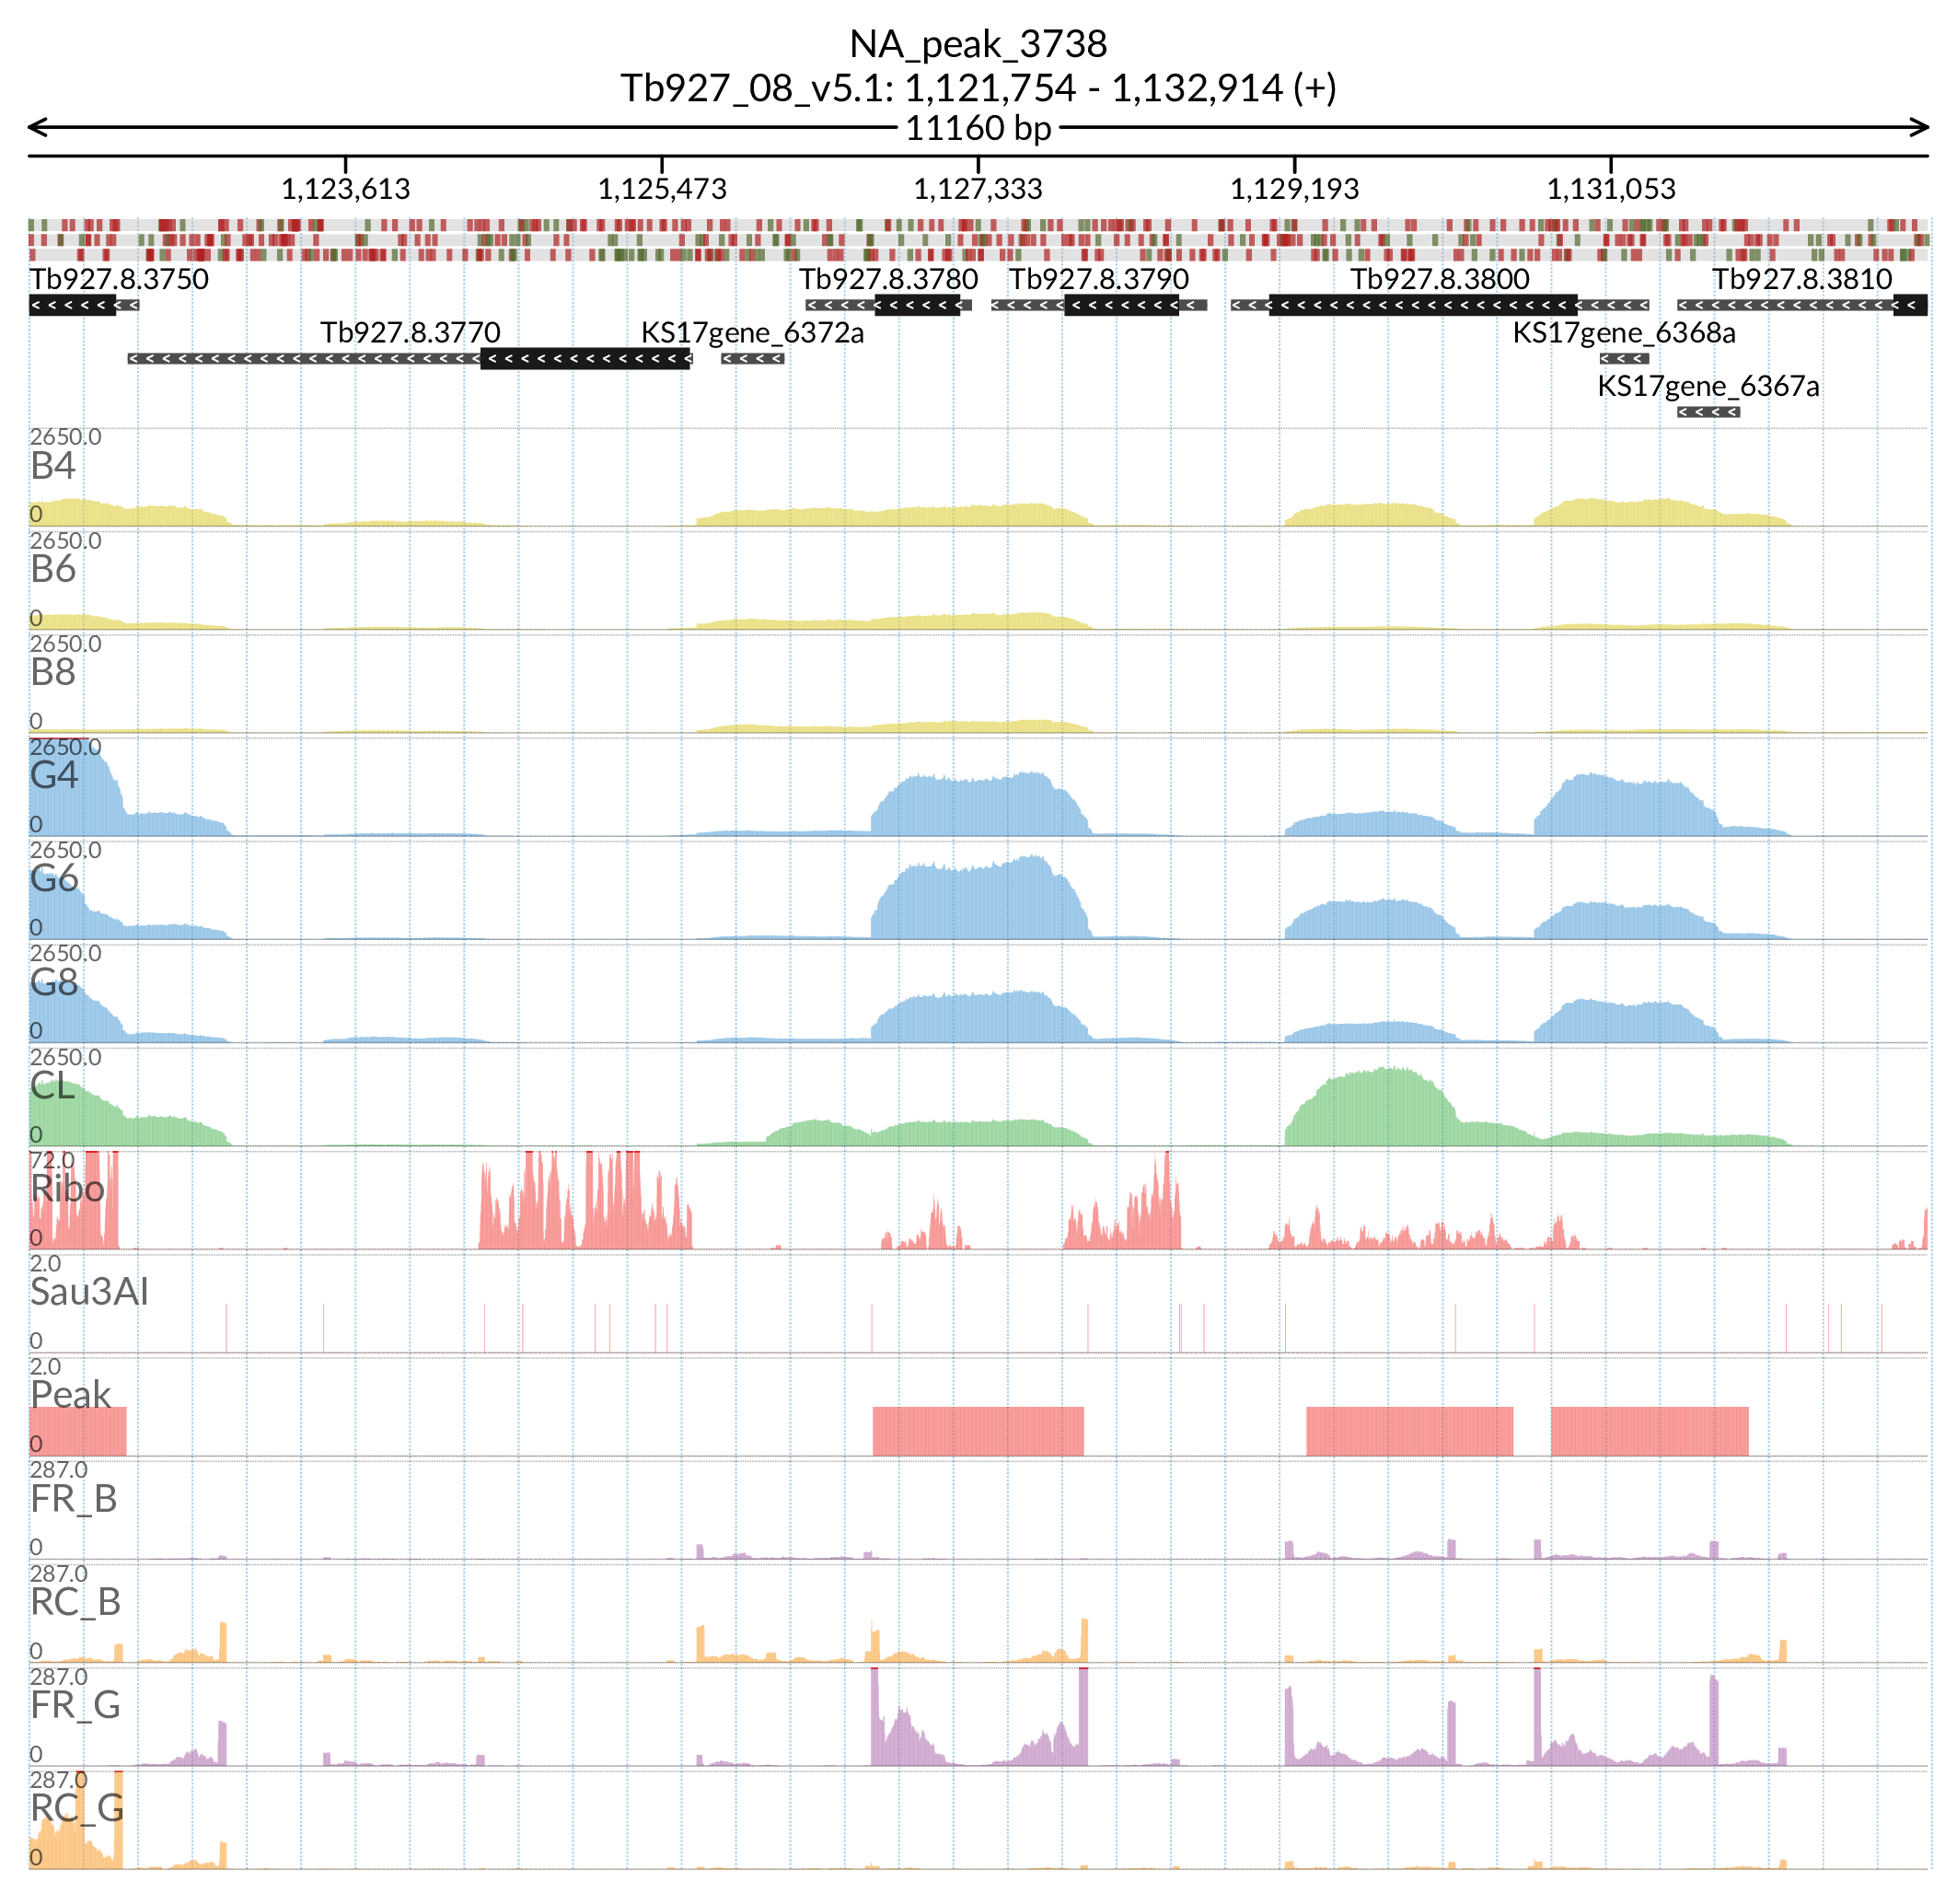 NA_peak_3738
Tb927_08_v5.1: 1,121,754 - 1,132,914 (+)
11160 bp
1,123,613 1,125,473 1,127,333 1,129,193 1,131,053
Tb927.8.3750 Tb927.8.3780 Tb927.8.3790 Tb927.8.3800 Tb927.8.3810
Tb927.8.3770 KS17gene_6372a KS17gene_6368a
KS17gene_6367a
2650.0
B4
0
2650.0
B6
0
2650.0
B8
0
2650.0
G4
0
2650.0
G6
0
2650.0
G8
0
2650.0
CL
0
72.0
Ribo
0
2.0
Sau3AI
0
2.0
Peak
0
287.0
FR_B
0
287.0
RC_B
0
287.0
FR_G
0
287.0
RC_G
0